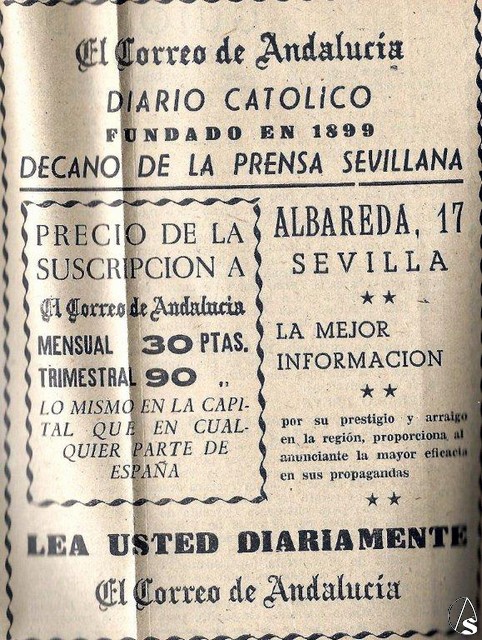 El Correo de Andalucía
DIARIO CATOLICO
FUNDADO EN 1899
DECANO DE LA PRENSA SEVILLANA
PRECIO DE LA
SUSCRIPCION A
El Correo de Andalucía
MENSUAL 30 PTAS.
TRIMESTRAL 90 ,,
LO MISMO EN LA CAPI-
TAL QUE EN CUAL-
QUIER PARTE DE
ESPAÑA
ALBAREDA, 17
SEVILLA
★ ★
LA MEJOR
INFORMACION
★ ★
por su prestigio y arraigo
en la región, proporciona al
anunciante la mayor eficacia
en sus propagandas
★ ★
LEA USTED DIARIAMENTE
El Correo de Andalucía